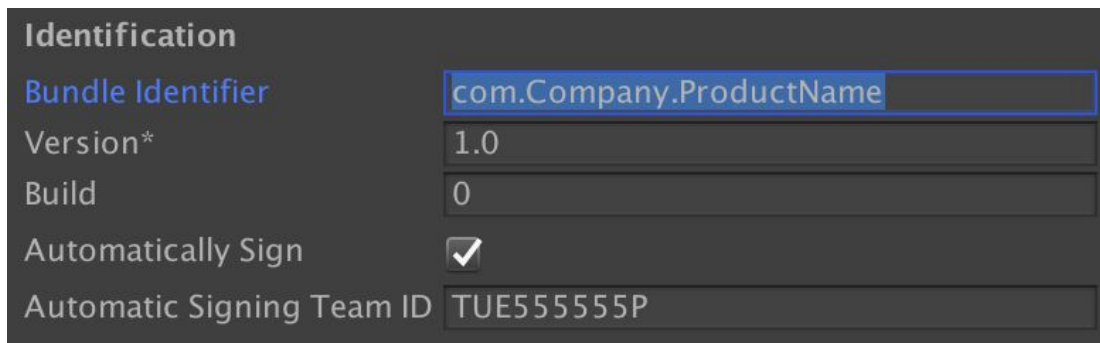 Identification
Bundle Identifier com.Company.ProductName
Version* 1.0
Build 0
Automatically Sign
Automatic Signing Team ID TUE555555P